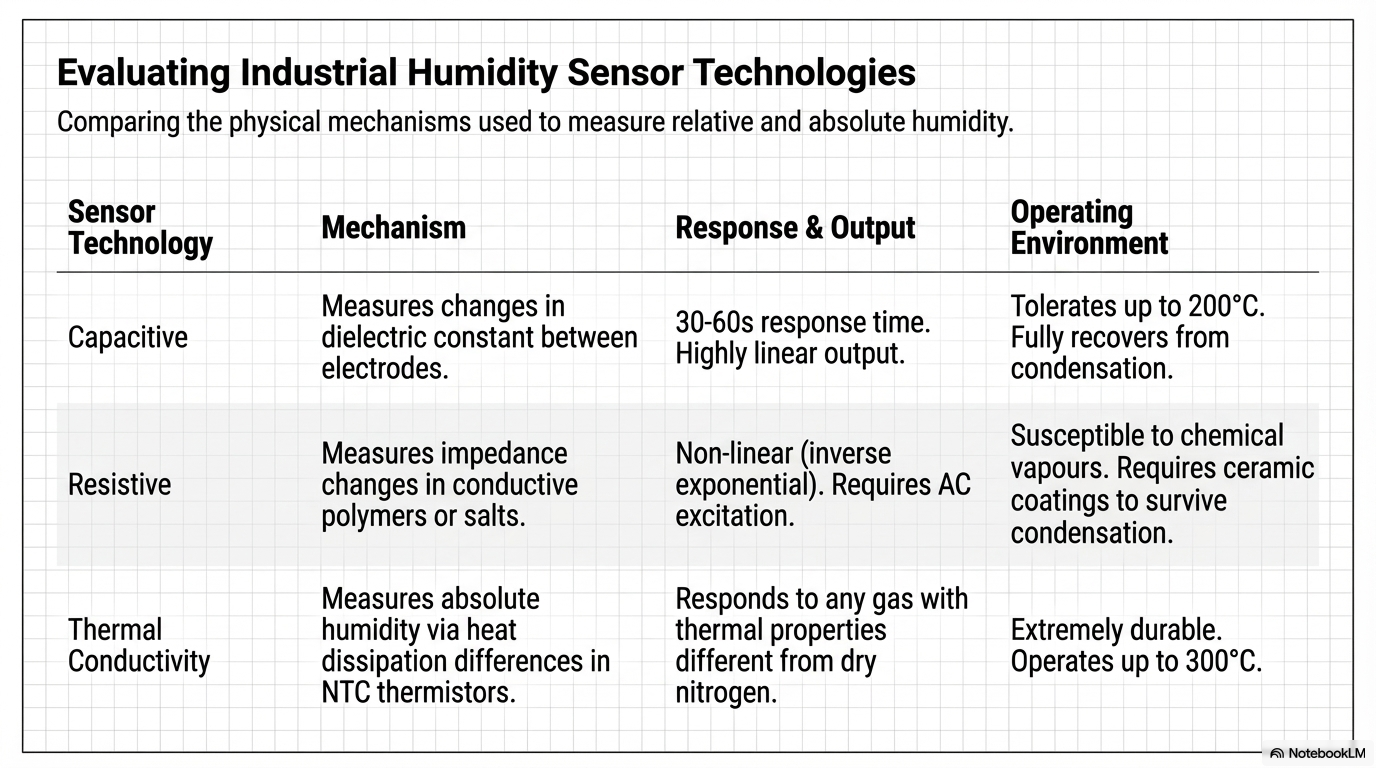 Evaluating Industrial Humidity Sensor Technologies
Comparing the physical mechanisms used to measure relative and absolute humidity.
Sensor
Technology
Mechanism
Response & Output
Operating
Environment
Capacitive
Measures changes in
dielectric constant between
electrodes.
30-60s response time.
Highly linear output.
Tolerates up to 200°C.
Fully recovers from
condensation.
Resistive
Measures impedance
changes in conductive
polymers or salts.
Non-linear (inverse
exponential). Requires AC
excitation.
Susceptible to chemical
vapours. Requires ceramic
coatings to survive
condensation.
Thermal
Conductivity
Measures absolute
humidity via heat
dissipation differences in
NTC thermistors.
Responds to any gas with
thermal properties
different from dry
nitrogen.
Extremely durable.
Operates up to 300°C.
NotebookLM